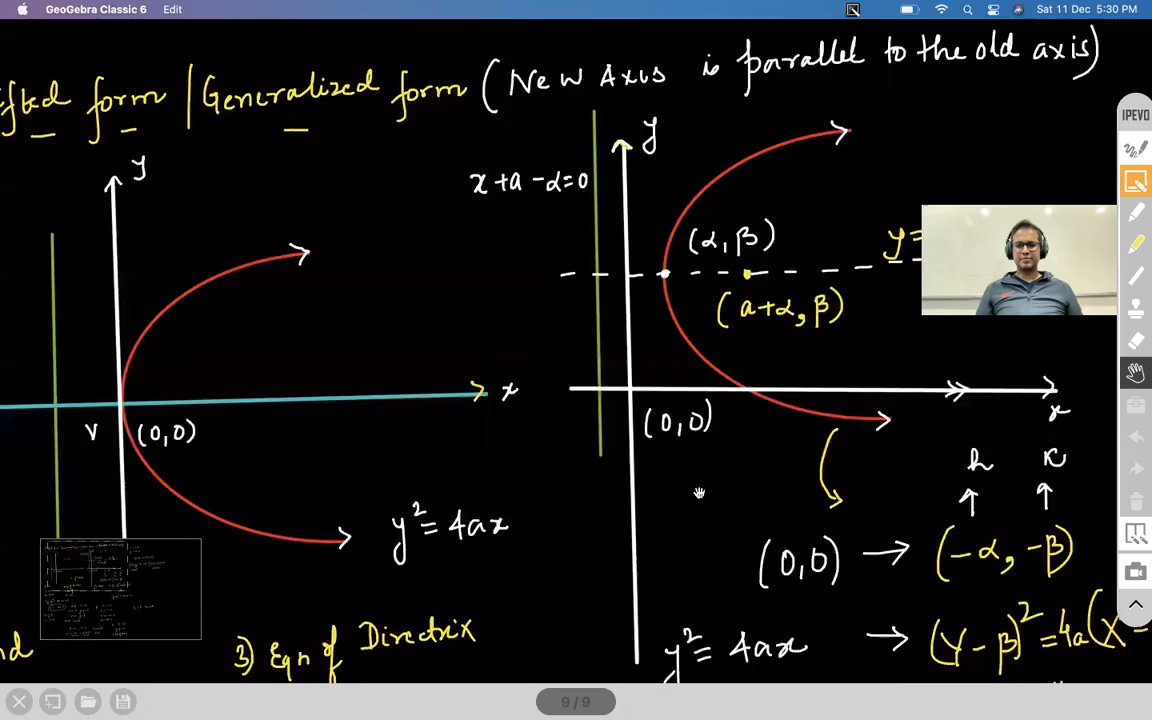 GeoGebra Classic 6 Edit Sat 11 Dec 5:30 PM
IPEVO
form | Generalized form (New Axis is parallel to the old axis)
y
y
x+a-α=0
(α, β)
y=
(a+α, β)
x
x
V (0,0)
(0,0)
h k
y²=4ax
(0,0) → (-α, -β)
3) Eqn of Directrix
y²=4ax → (Y-β)²=4a(X-
9/9